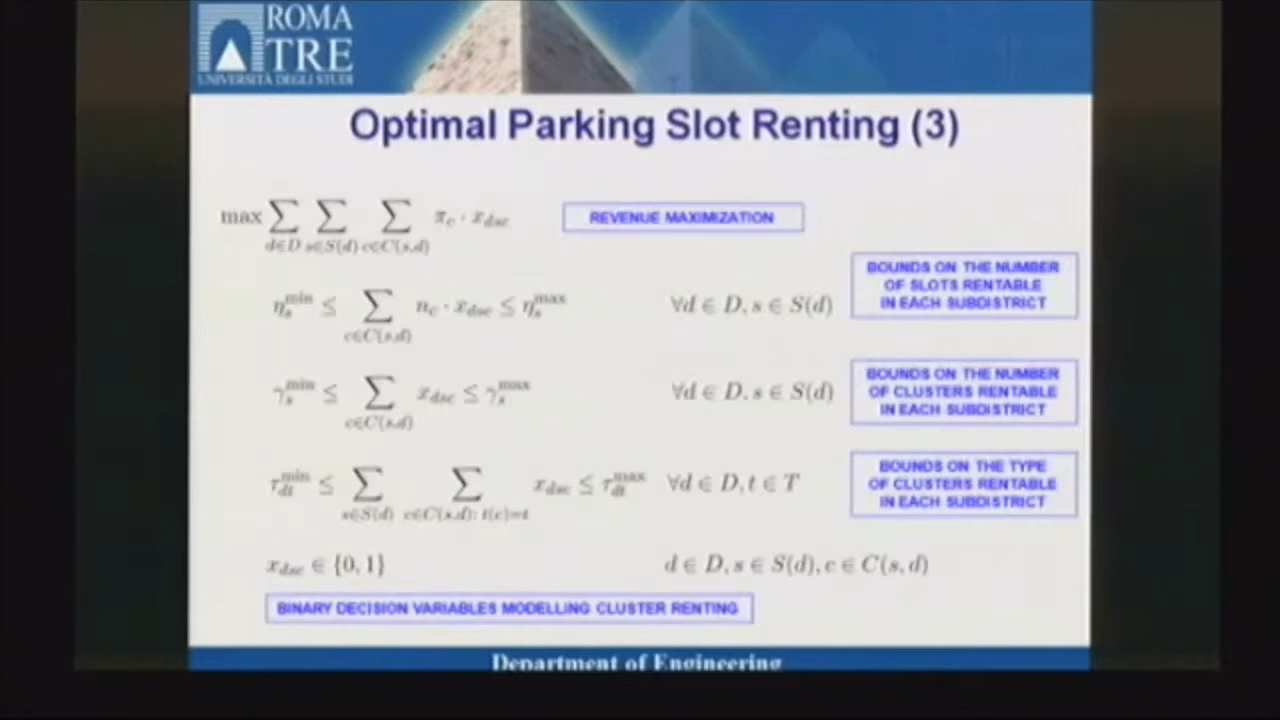 ROMA
TRE
UNIVERSITÀ DEGLI STUDI
Optimal Parking Slot Renting (3)
max ∑_{d∈D} ∑_{s∈S(d)} ∑_{c∈C(s,d)} π_c · x_{dsc}
REVENUE MAXIMIZATION
η_s^{min} ≤ ∑_{c∈C(s,d)} n_c · x_{dsc} ≤ η_s^{max} ∀d ∈ D, s ∈ S(d)
BOUNDS ON THE NUMBER
OF SLOTS RENTABLE
IN EACH SUBDISTRICT
γ_s^{min} ≤ ∑_{c∈C(s,d)} x_{dsc} ≤ γ_s^{max} ∀d ∈ D, s ∈ S(d)
BOUNDS ON THE NUMBER
OF CLUSTERS RENTABLE
IN EACH SUBDISTRICT
τ_{dt}^{min} ≤ ∑_{s∈S(d)} ∑_{c∈C(s,d): t(c)=t} x_{dsc} ≤ τ_{dt}^{max} ∀d ∈ D, t ∈ T
BOUNDS ON THE TYPE
OF CLUSTERS RENTABLE
IN EACH SUBDISTRICT
x_{dsc} ∈ {0, 1} d ∈ D, s ∈ S(d), c ∈ C(s, d)
BINARY DECISION VARIABLES MODELLING CLUSTER RENTING
Department of Engineering